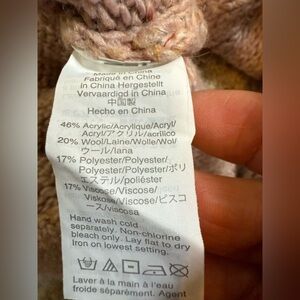 Made in China
Fabriqué en Chine
In China Hergestellt
Vervaardigd in China
中国製
Hecho en China
46% Acrylic/Acrylique/Acryl/
Acryl/アクリル/acrílico
20% Wool/Laine/Wolle/Wol/
ウール/lana
17% Polyester/Polyester/
Polyester/Polyester/ポリ
エステル/poliéster
17% Viscose/Viscose/
Viskose/Viscose/ビスコ
ース/viscosa
Hand wash cold
separately. Non-chlorine
bleach only. Lay flat to dry
Iron on lowest setting.
Laver à la main à l'eau
froide séparément. Agent